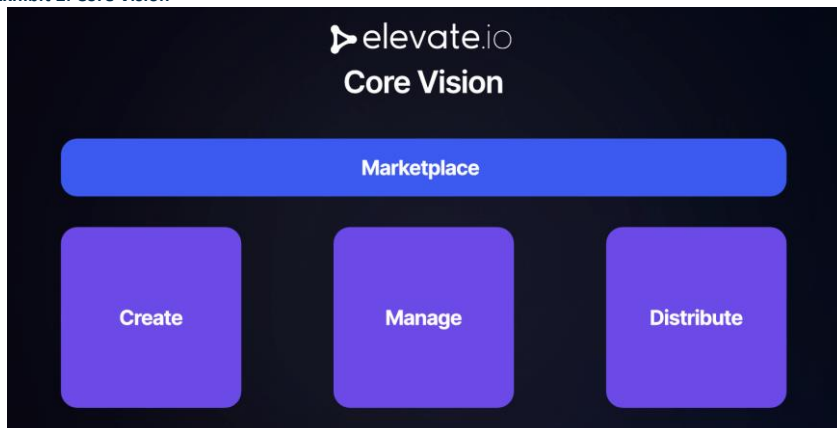 elevate.io
Core Vision
Marketplace
Create
Manage
Distribute